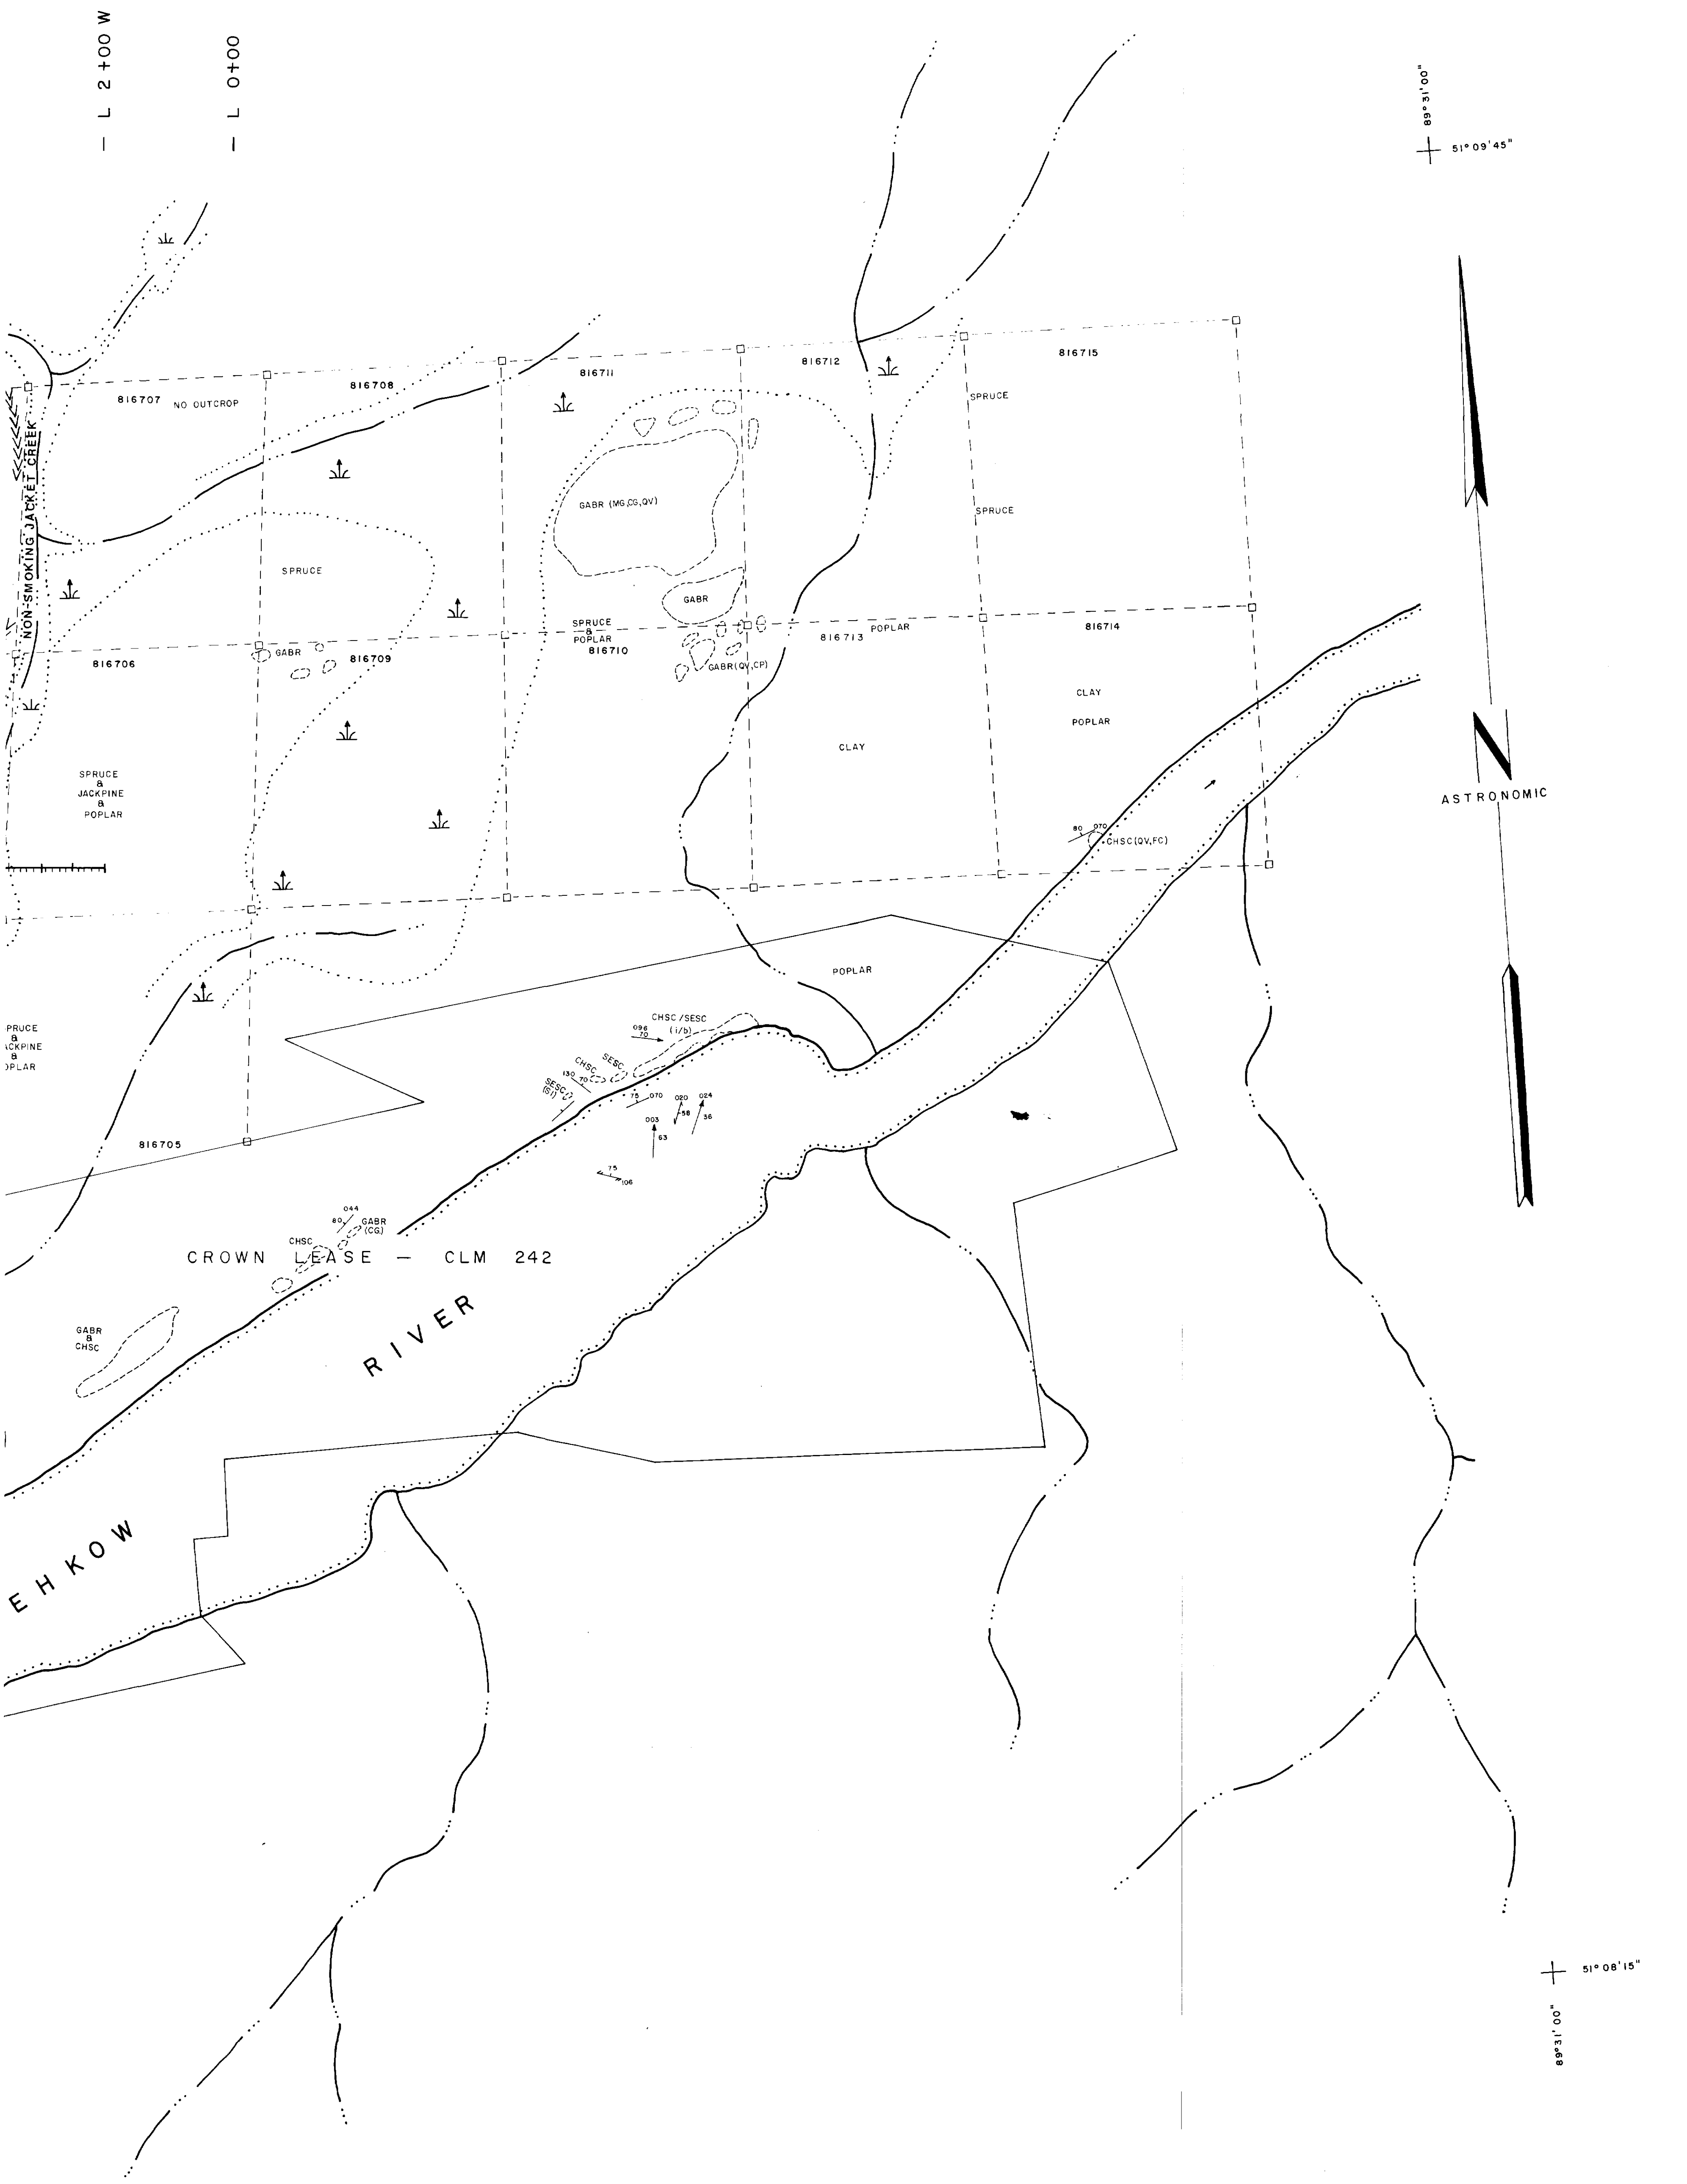 L 2+00 W
L 0+00
89° 31' 00"
51° 09' 45"
816707
NO OUTCROP
816708
816711
816712
816715
SPRUCE
NON-SMOKING JACKET CREEK
GABR (MG,CG,QV)
SPRUCE
SPRUCE
GABR
SPRUCE
&
POPLAR
816710
POPLAR
816713
816714
816706
GABR
816709
GABR(QV,CP)
CLAY
POPLAR
CLAY
SPRUCE
&
JACKPINE
&
POPLAR
N
ASTRONOMIC
80
070
CHSC(QV,FC)
POPLAR
PRUCE
&
ACKPINE
&
OPLAR
CHSC/SESC
(i/b)
096
70
SESC
CHSC
130
70
SESC
(SI)
75
070
020
58
024
36
003
63
75
106
816705
044
80
GABR
(CG)
CHSC
CROWN LEASE — CLM 242
GABR
&
CHSC
RIVER
EHKOW
51° 08' 15"
89° 31' 00"